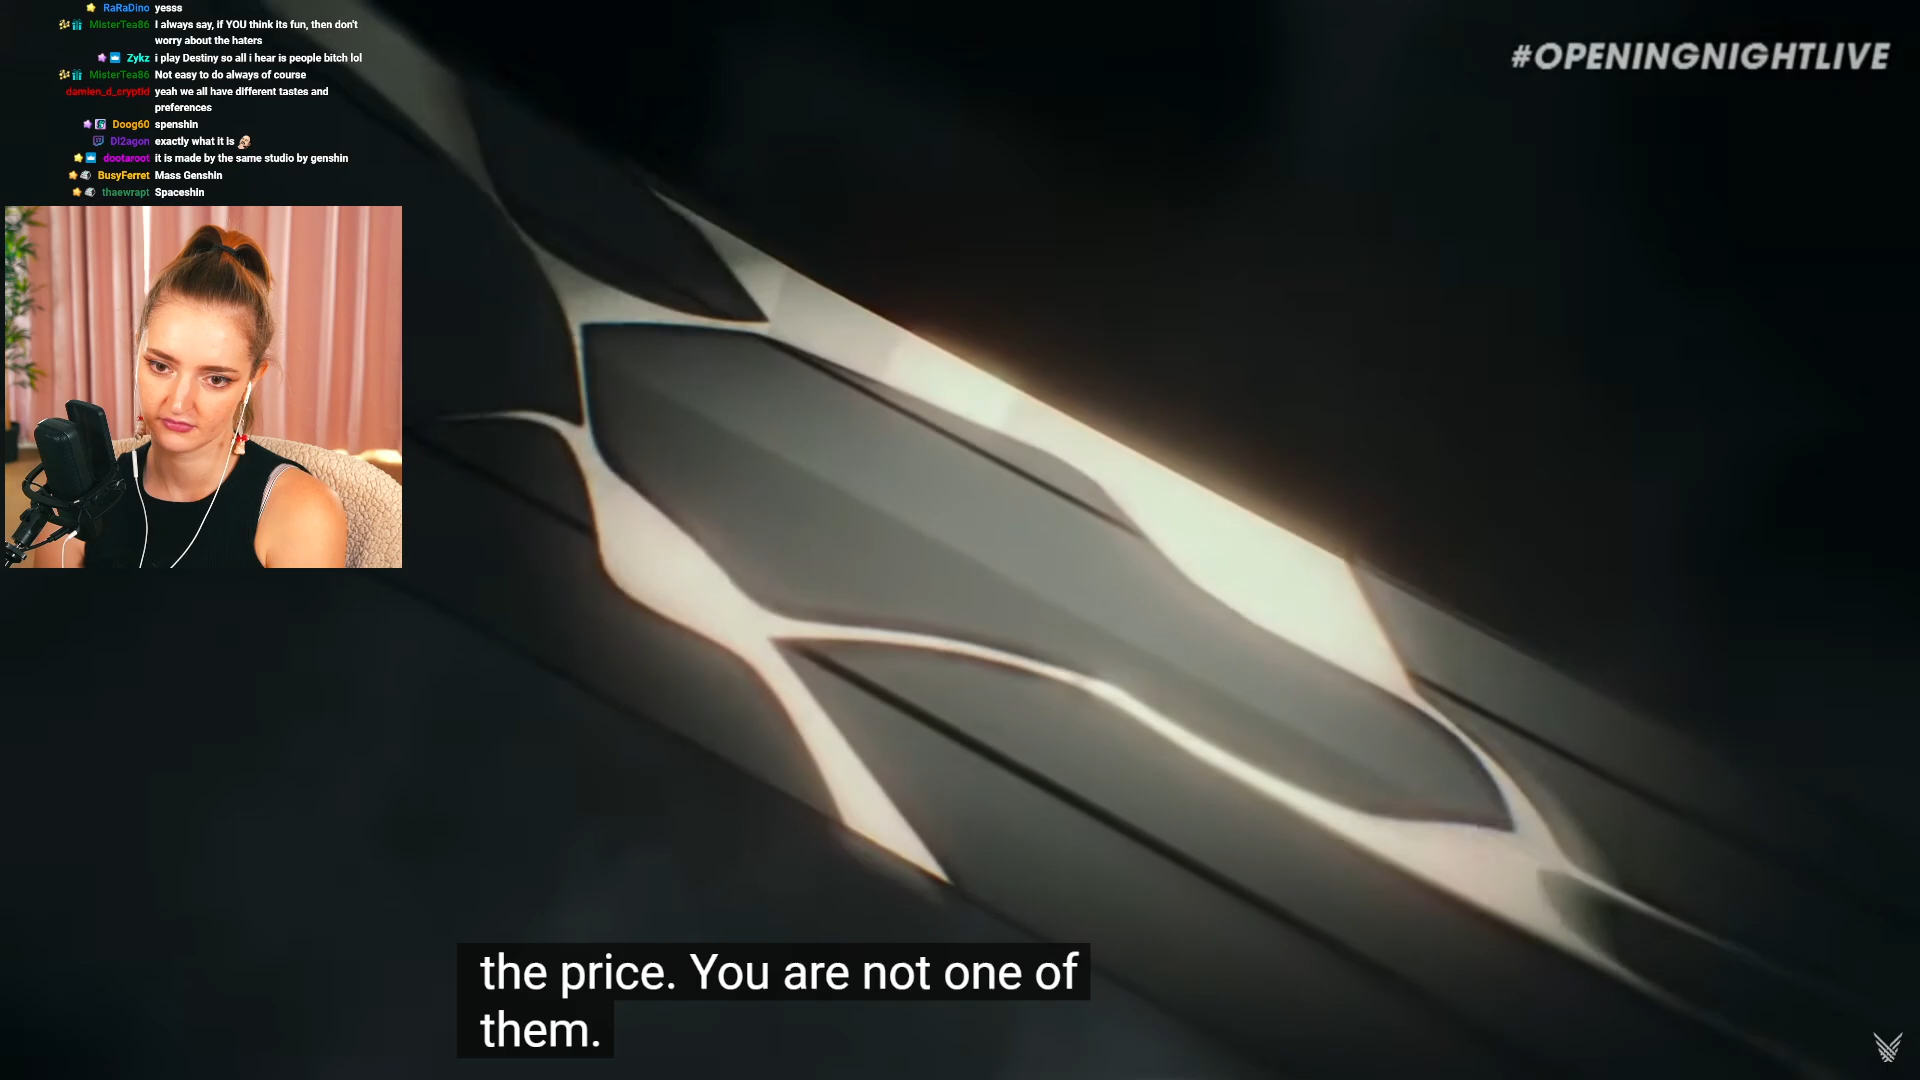 RaRaDino yesss
MisterTea86 I always say, if YOU think its fun, then don't
worry about the haters
Zykz i play Destiny so all i hear is people bitch lol
MisterTea86 Not easy to do always of course
damien_d_cryptid yeah we all have different tastes and
preferences
Doog60 spenshin
Dl2agon exactly what it is
dootaroot it is made by the same studio by genshin
BusyFerret Mass Genshin
thaewrapt Spaceshin
#OPENINGNIGHTLIVE
the price. You are not one of
them.